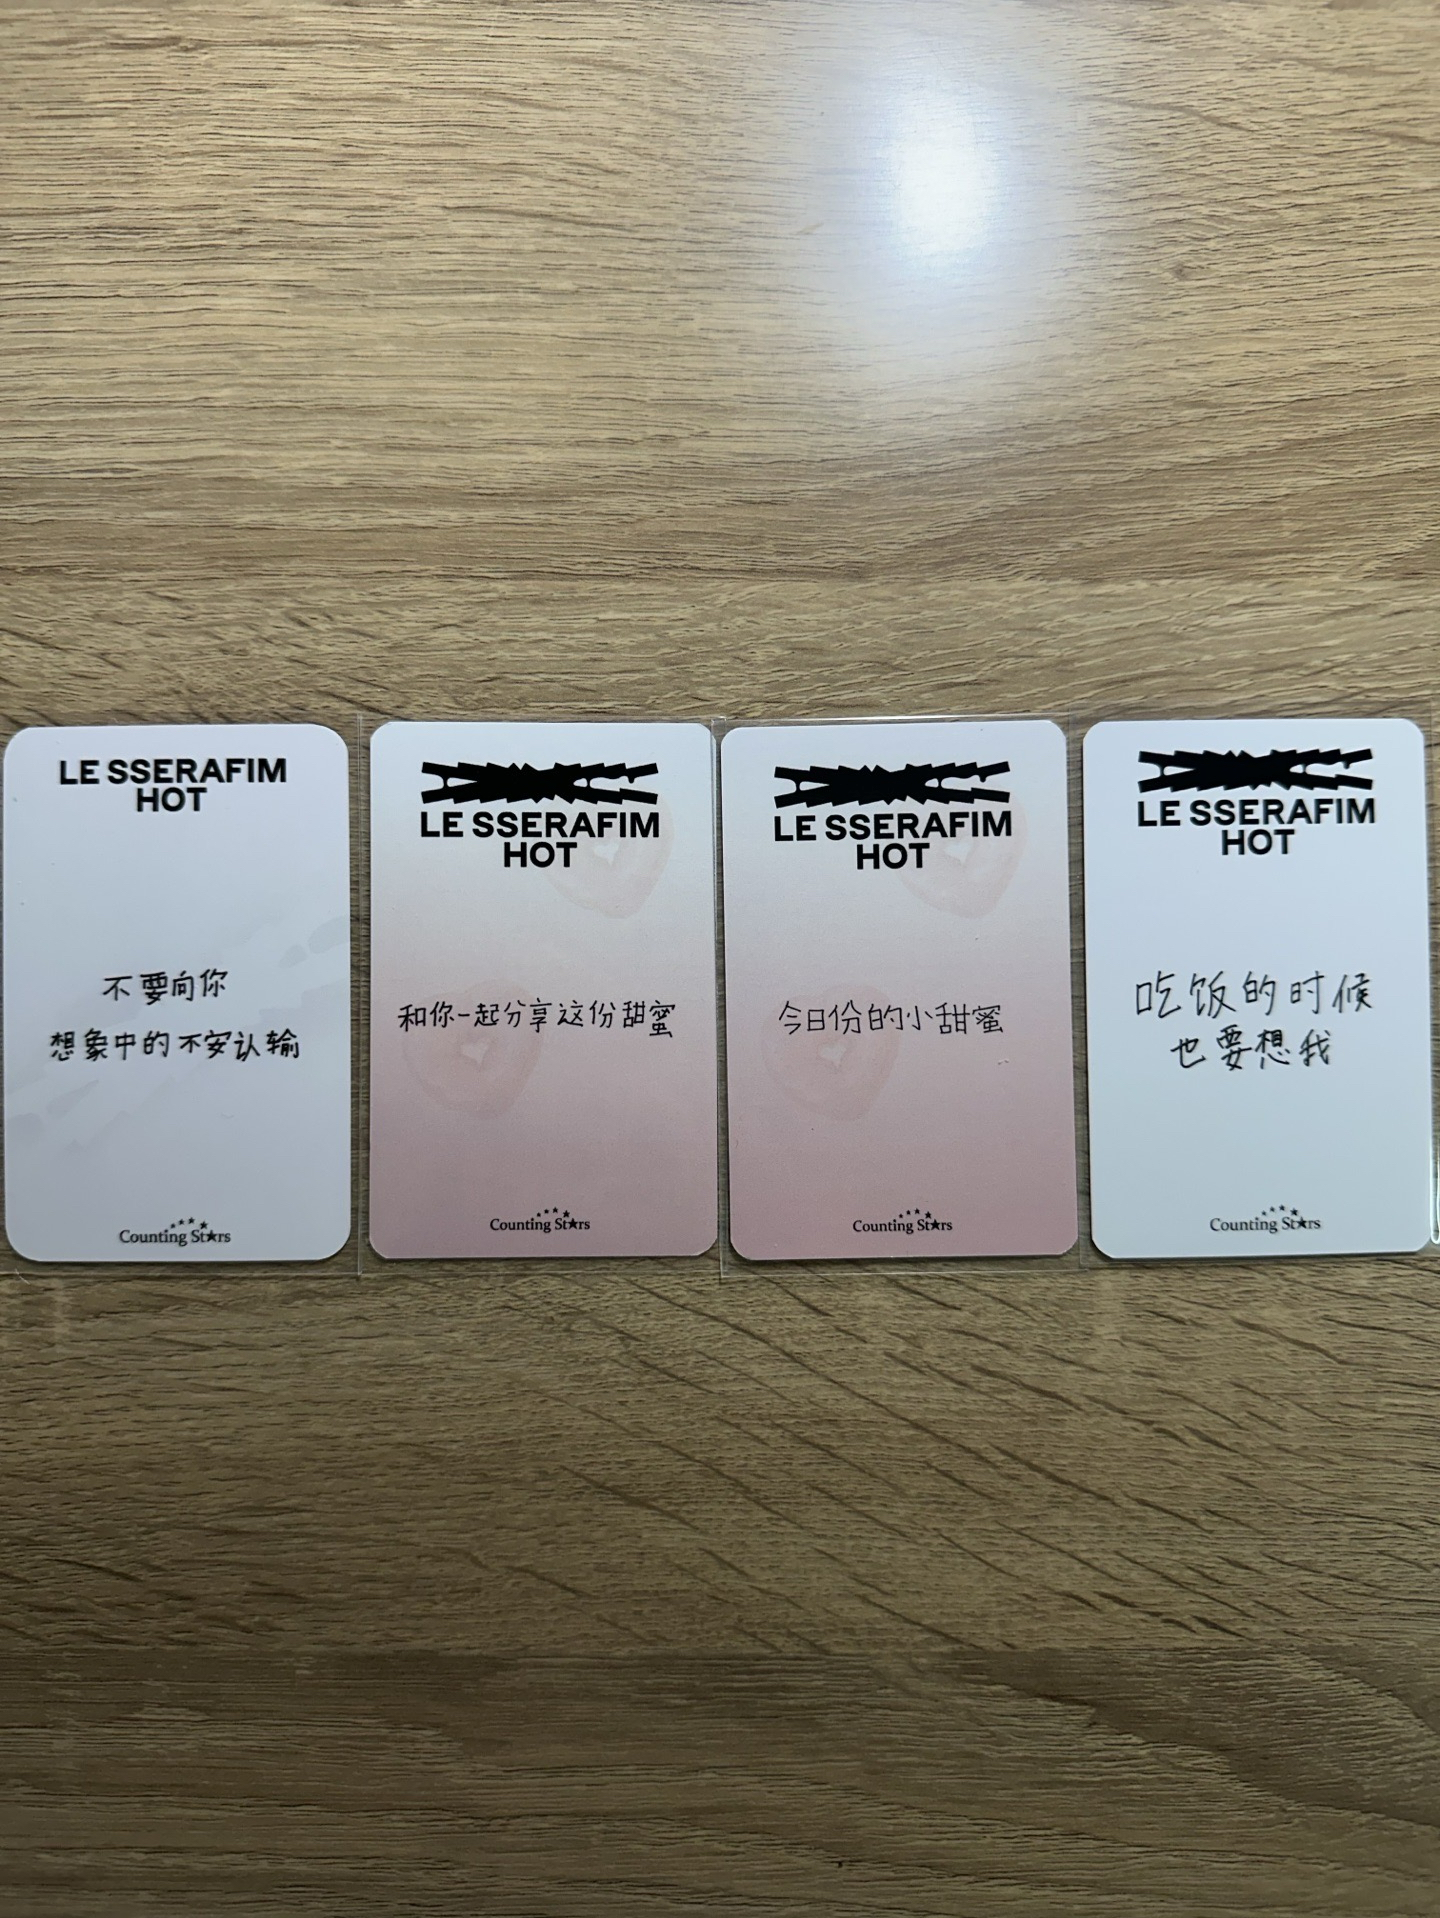 LE SSERAFIM
HOT
不要向你
想象中的不安认输
Counting Stars
LE SSERAFIM
HOT
和你一起分享这份甜蜜
Counting Stars
LE SSERAFIM
HOT
今日份的小甜蜜
Counting Stars
LE SSERAFIM
HOT
吃饭的时候
也要想我
Counting Stars